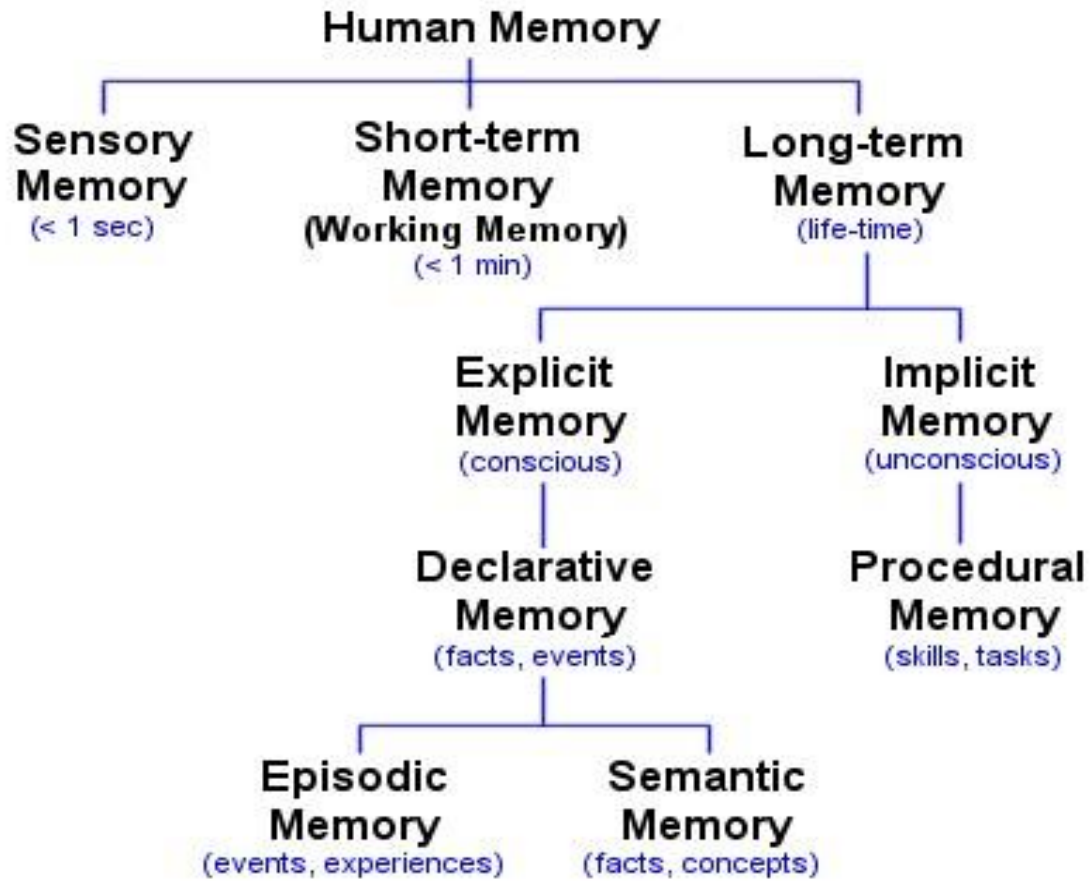 Human Memory
Sensory
Memory
(< 1 sec)
Short-term
Memory
(Working Memory)
(< 1 min)
Long-term
Memory
(life-time)
Explicit
Memory
(conscious)
Implicit
Memory
(unconscious)
Declarative
Memory
(facts, events)
Procedural
Memory
(skills, tasks)
Episodic
Memory
(events, experiences)
Semantic
Memory
(facts, concepts)